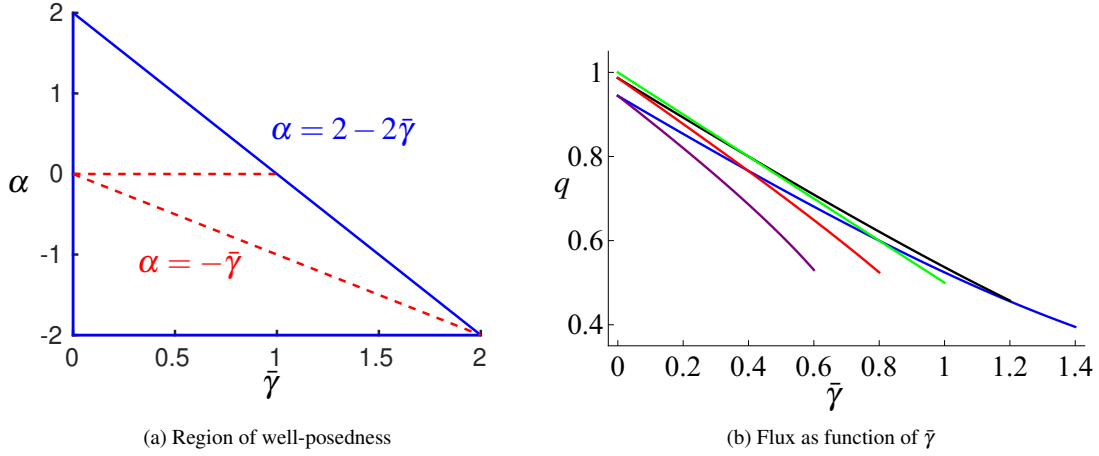 2
1
0
-1
-2
α
α = 2 − 2γ̄
α = −γ̄
0
0.5
1
1.5
2
γ̄
(a) Region of well-posedness
1
0.8
0.6
0.4
q
0
0.2
0.4
0.6
0.8
1
1.2
1.4
γ̄
(b) Flux as function of γ̄